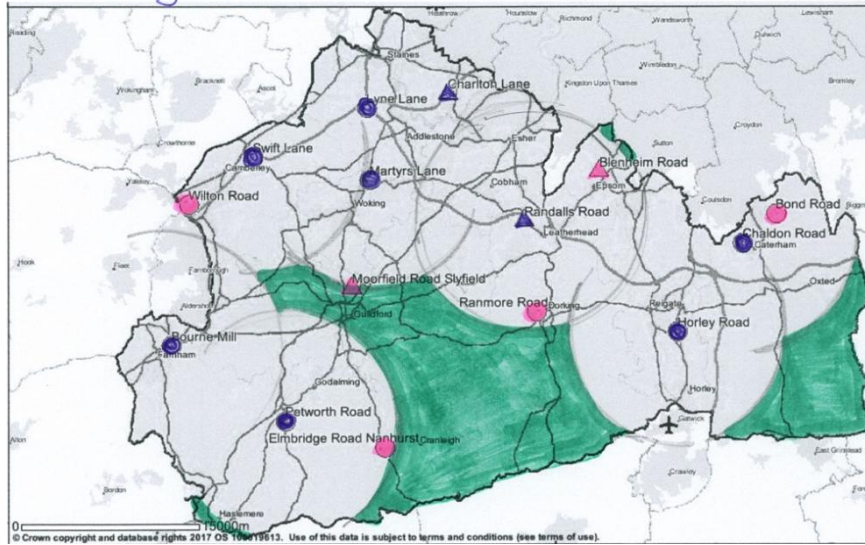 Heathrow
Hounslow
Richmond
Wandsworth
Lewisham
Reading
Dulwich
Staines
Wimbledon
Bracknell
Ascot
Wokingham
Charlton Lane
Kingston Upon Thames
Bromley
Lyne Lane
Croydon
Crowthorne
Addlestone
Esher
Sutton
Swift Lane
Blenheim Road
Camberley
Martyrs Lane
Epsom
Yateley
Cobham
Coulsdon
Wilton Road
Woking
Bond Road
Randalls Road
Leatherhead
Chaldon Road
Caterham
Hook
Fleet
Farnborough
Moorfield Road Slyfield
Oxted
Aldershot
Ranmore Road
Dorking
Reigate
Guildford
Horley Road
Bourne Mill
Farnham
Godalming
Horley
Petworth Road
Gatwick
Elmbridge Road Nanhurst
Cranleigh
Alton
East Grinstead
Crawley
Bordon
Haslemere
0 15000m
© Crown copyright and database rights 2017 OS 100019613. Use of this data is subject to terms and conditions (see terms of use).